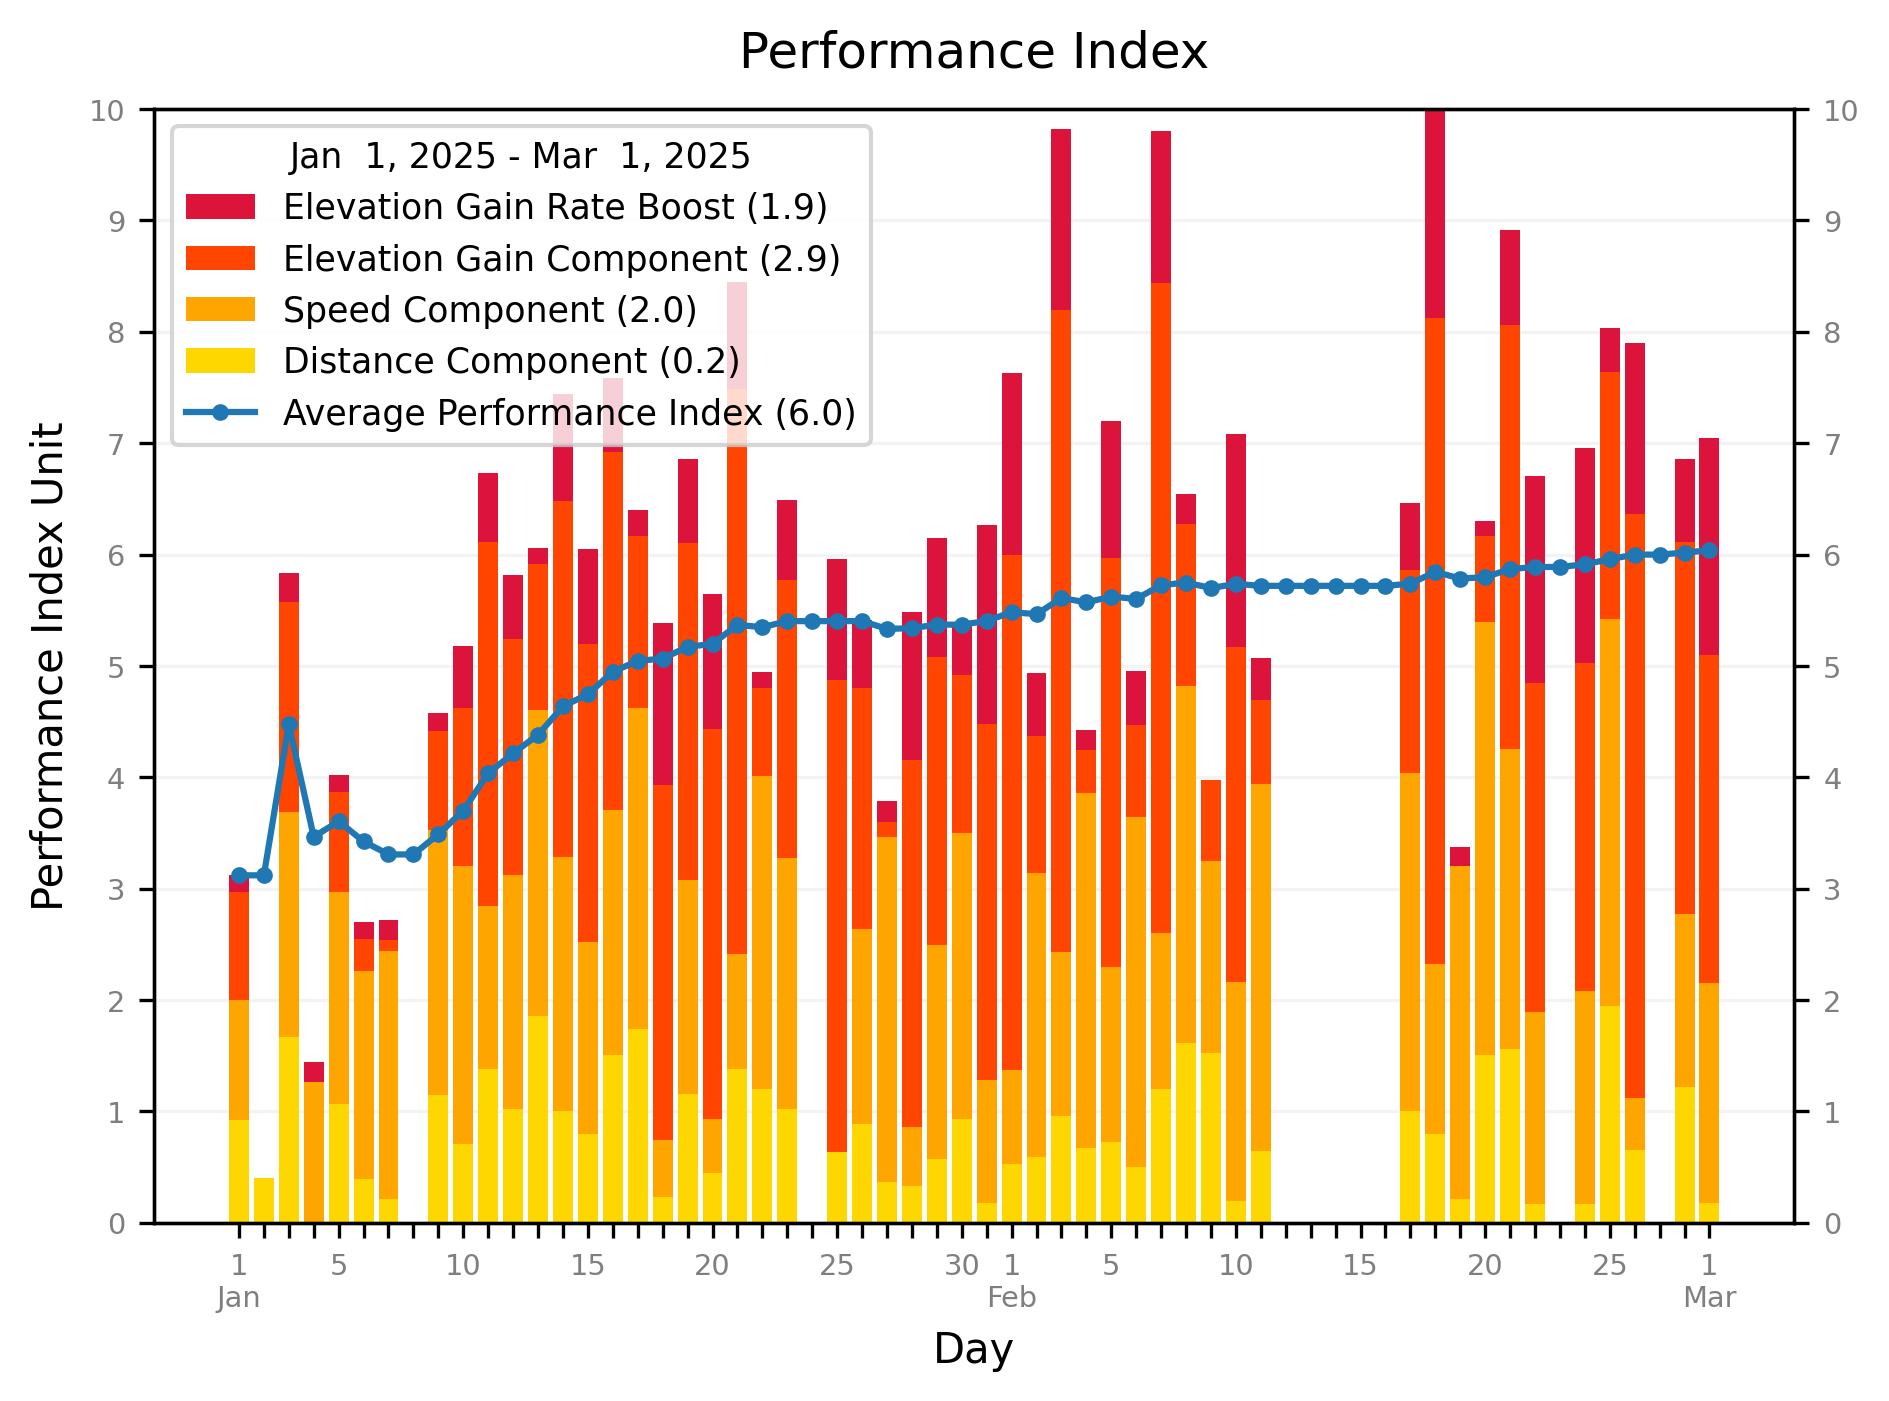 Performance Index
Jan  1, 2025 - Mar  1, 2025
Elevation Gain Rate Boost (1.9)
Elevation Gain Component (2.9)
Speed Component (2.0)
Distance Component (0.2)
Average Performance Index (6.0)
Performance Index Unit
10
9
8
7
6
5
4
3
2
1
0
10
9
8
7
6
5
4
3
2
1
0
1 5 10 15 20 25 30 1 5 10 15 20 25 1
Jan Feb Mar
Day